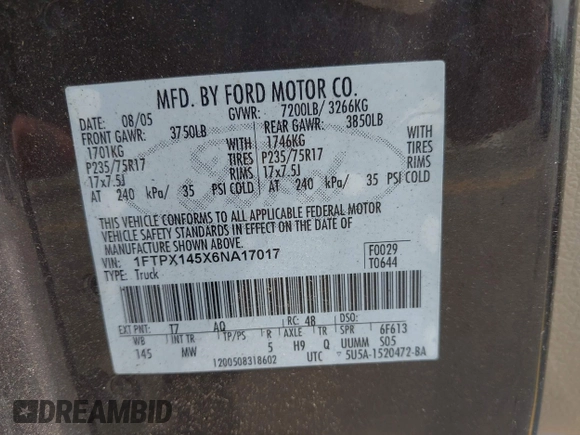 MFD. BY FORD MOTOR CO.
DATE: 08/05 GVWR: 7200LB/ 3266KG
FRONT GAWR: 3750LB REAR GAWR: 3850LB
1701KG WITH 1746KG WITH
P235/75R17 TIRES P235/75R17 TIRES
17x7.5J RIMS 17x7.5J RIMS
AT 240 kPa/ 35 PSI COLD AT 240 kPa/ 35 PSI COLD
THIS VEHICLE CONFORMS TO ALL APPLICABLE FEDERAL MOTOR
VEHICLE SAFETY STANDARDS IN EFFECT ON THE DATE OF
MANUFACTURE SHOWN ABOVE.
VIN: 1FTPX145X6NA17017 F0029
TYPE: Truck T0644
EXT PNT: T7 AQ RC: 48 DSO:
WB INT TR TP/PS R AXLE TR SPR 6F613
145 MW 5 H9 Q UUMM S05
1200508318602 UTC 5U5A-1520472-BA
Ford
DREAMBID